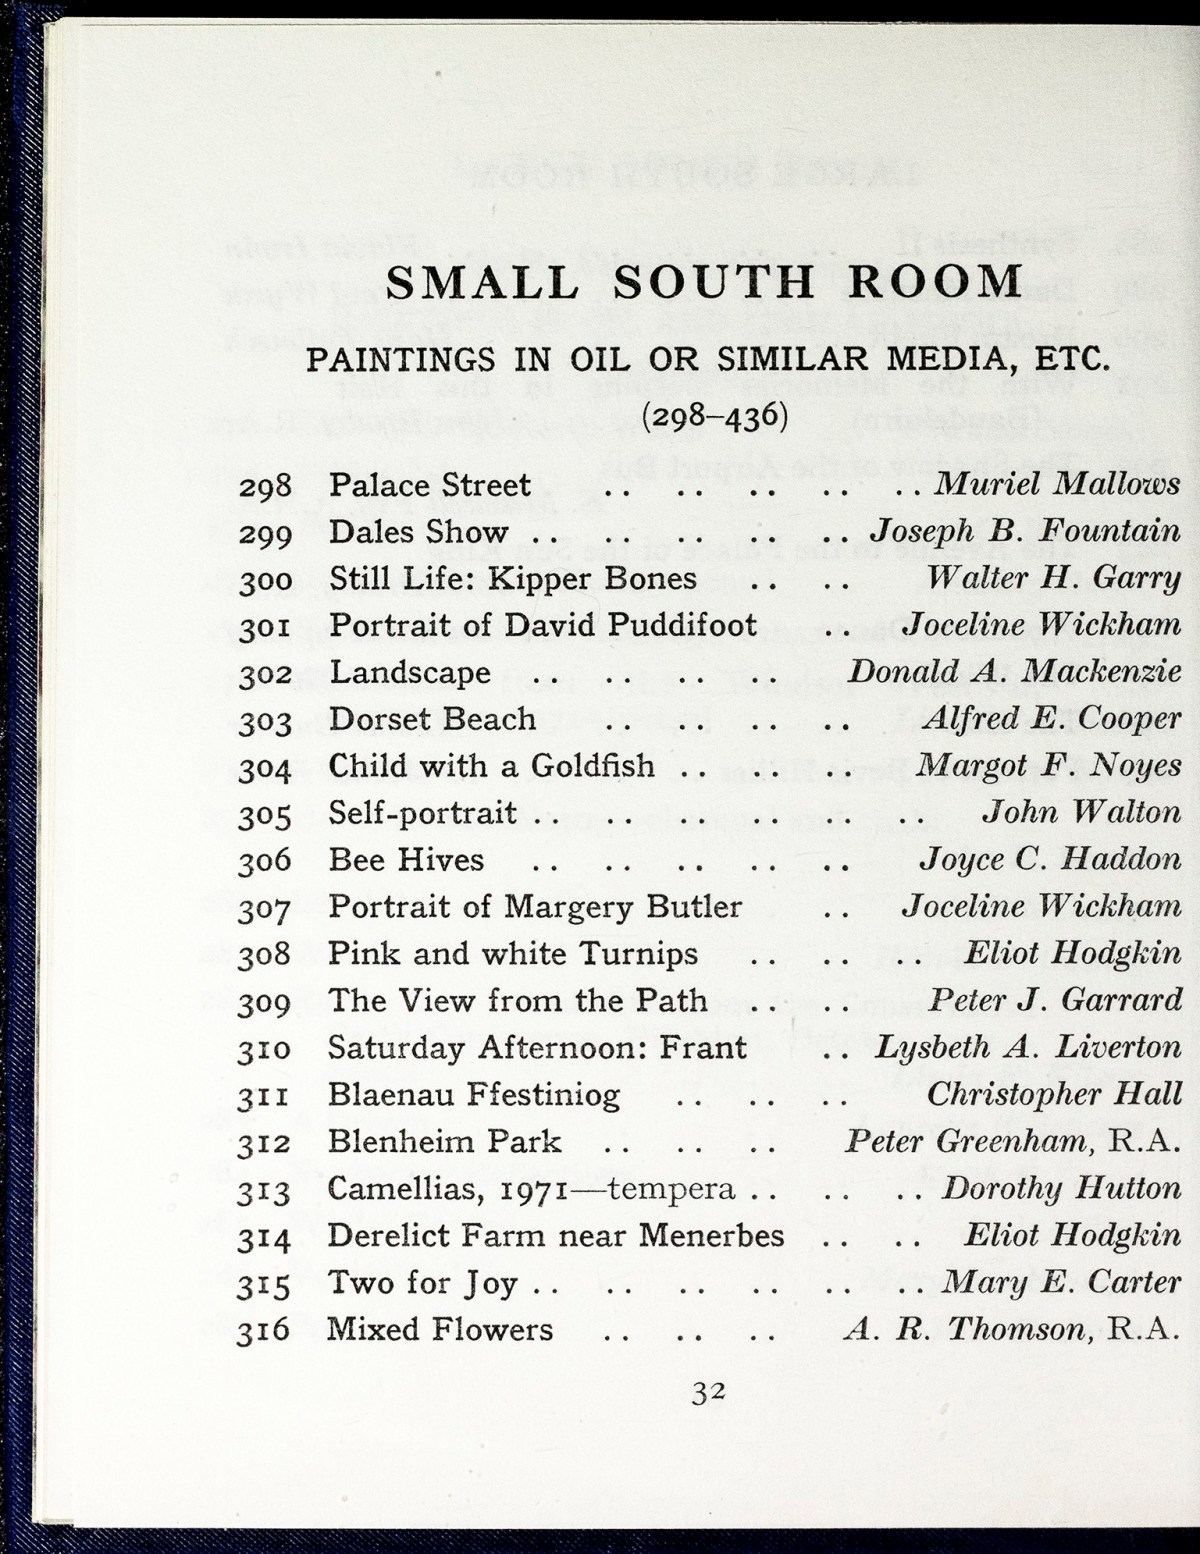 SMALL SOUTH ROOM
PAINTINGS IN OIL OR SIMILAR MEDIA, ETC.
(298–436)
298 Palace Street .. .. .. .. .. Muriel Mallows
299 Dales Show .. .. .. .. .. Joseph B. Fountain
300 Still Life: Kipper Bones .. .. Walter H. Garry
301 Portrait of David Puddifoot .. Joceline Wickham
302 Landscape .. .. .. .. Donald A. Mackenzie
303 Dorset Beach .. .. .. .. Alfred E. Cooper
304 Child with a Goldfish .. .. .. Margot F. Noyes
305 Self-portrait .. .. .. .. .. .. John Walton
306 Bee Hives .. .. .. .. .. Joyce C. Haddon
307 Portrait of Margery Butler .. Joceline Wickham
308 Pink and white Turnips .. .. .. Eliot Hodgkin
309 The View from the Path .. .. Peter J. Garrard
310 Saturday Afternoon: Frant .. Lysbeth A. Liverton
311 Blaenau Ffestiniog .. .. .. Christopher Hall
312 Blenheim Park .. .. .. Peter Greenham, R.A.
313 Camellias, 1971—tempera .. .. .. Dorothy Hutton
314 Derelict Farm near Menerbes .. .. Eliot Hodgkin
315 Two for Joy .. .. .. .. .. .. Mary E. Carter
316 Mixed Flowers .. .. .. A. R. Thomson, R.A.
32